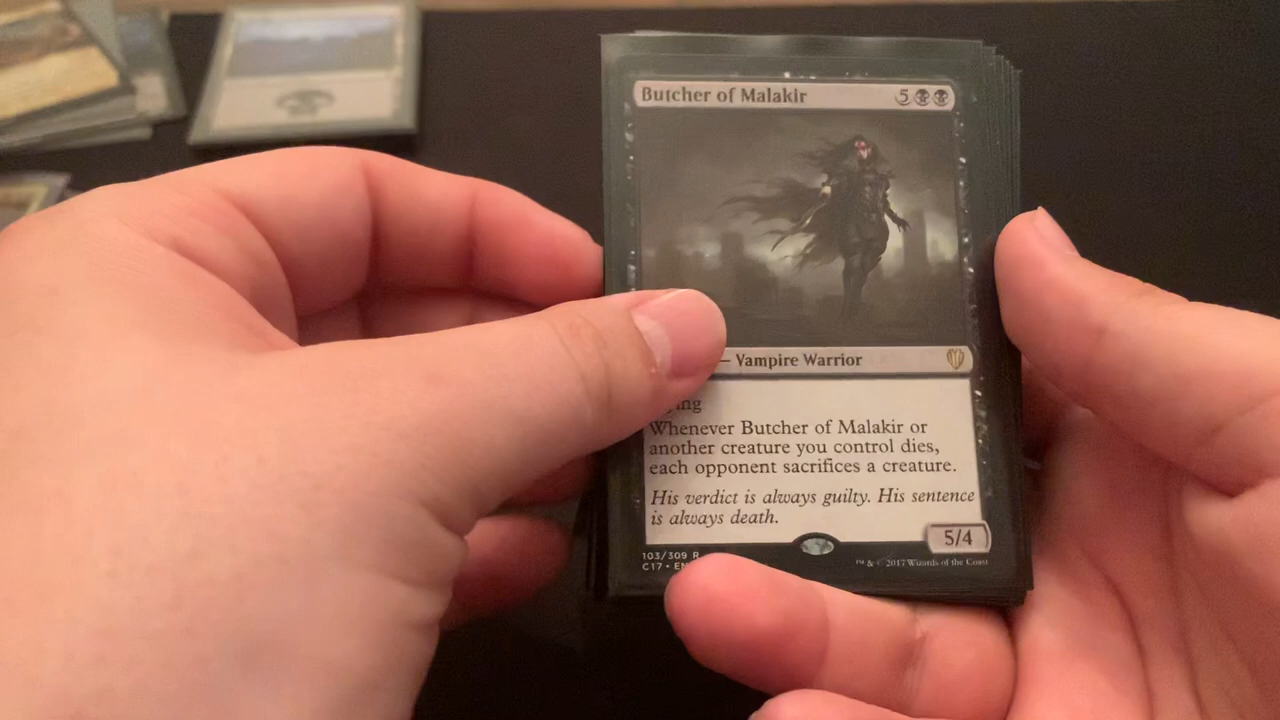 Butcher of Malakir 5
— Vampire Warrior
Whenever Butcher of Malakir or
another creature you control dies,
each opponent sacrifices a creature.
His verdict is always guilty. His sentence
is always death.
5/4
103/309 R
C17 • EN
™ & © 2017 Wizards of the Coast